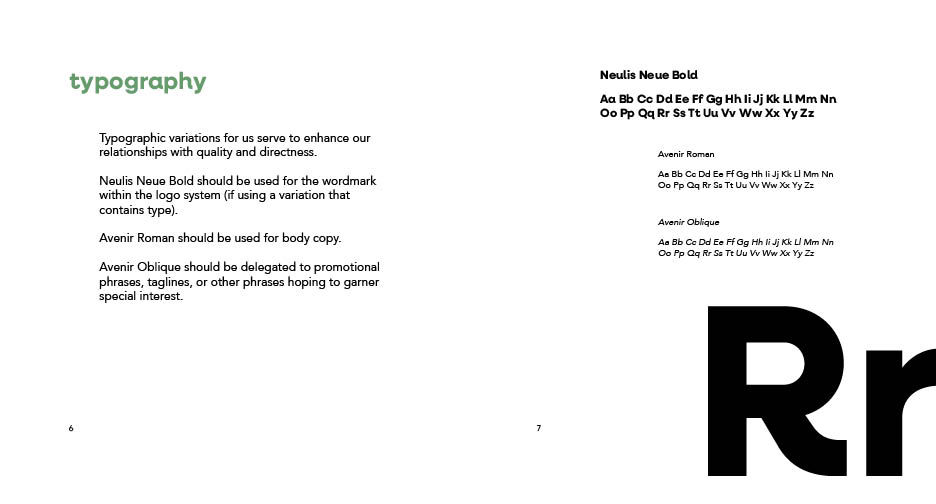 typography
Typographic variations for us serve to enhance our
relationships with quality and directness.
Neulis Neue Bold should be used for the wordmark
within the logo system (if using a variation that
contains type).
Avenir Roman should be used for body copy.
Avenir Oblique should be delegated to promotional
phrases, taglines, or other phrases hoping to garner
special interest.
6
Neulis Neue Bold
Aa Bb Cc Dd Ee Ff Gg Hh Ii Jj Kk Ll Mm Nn
Oo Pp Qq Rr Ss Tt Uu Vv Ww Xx Yy Zz
Avenir Roman
Aa Bb Cc Dd Ee Ff Gg Hh Ii Jj Kk Ll Mm Nn
Oo Pp Qq Rr Ss Tt Uu Vv Ww Xx Yy Zz
Avenir Oblique
Aa Bb Cc Dd Ee Ff Gg Hh Ii Jj Kk Ll Mm Nn
Oo Pp Qq Rr Ss Tt Uu Vv Ww Xx Yy Zz
Rr
7